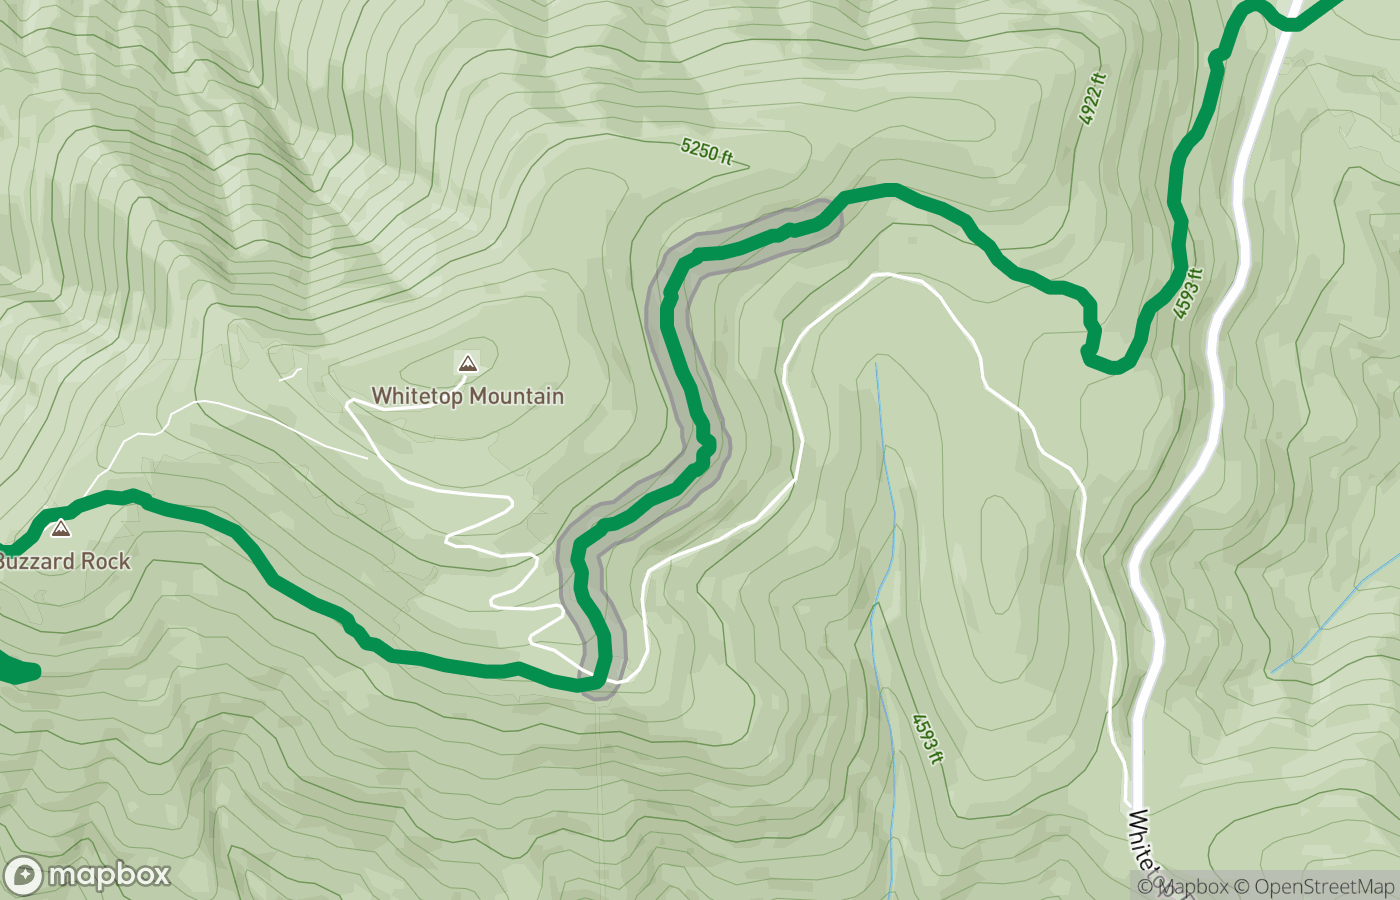 4922 ft
5250 ft
4593 ft
Whitetop Mountain
Buzzard Rock
4593 ft
mapbox
© Mapbox © OpenStreetMap